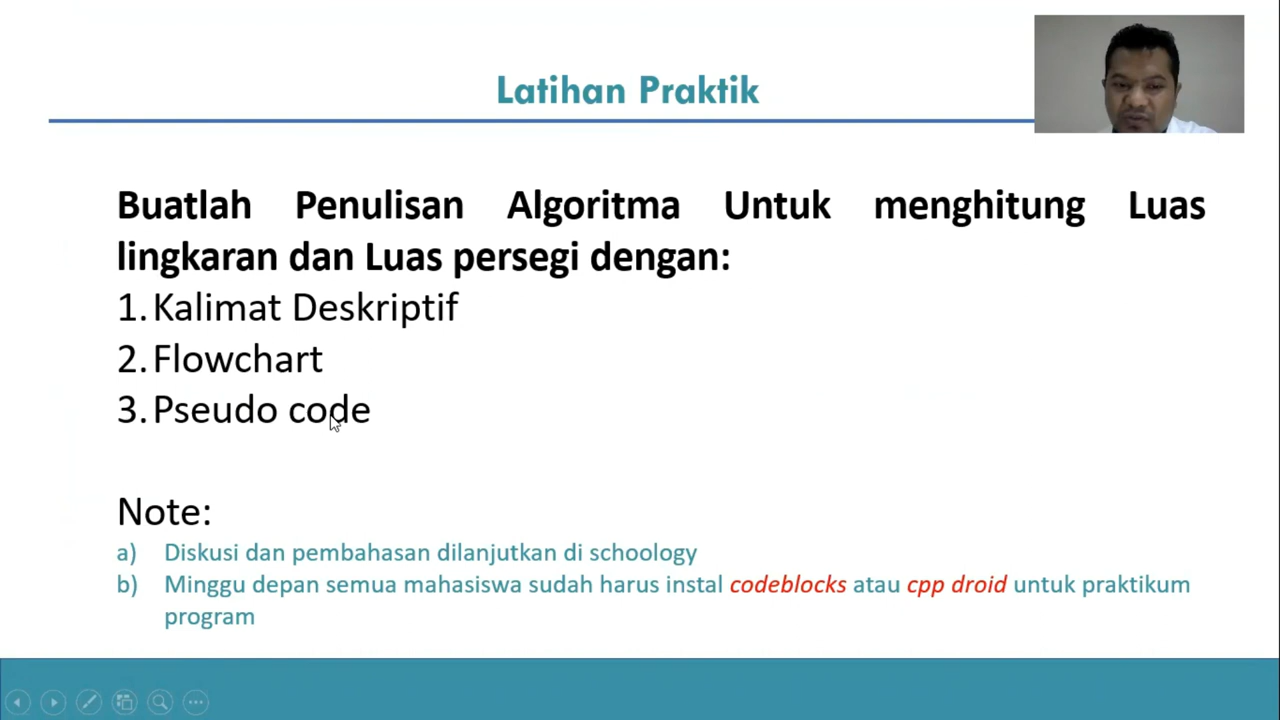 Latihan Praktik
Buatlah Penulisan Algoritma Untuk menghitung Luas
lingkaran dan Luas persegi dengan:
1. Kalimat Deskriptif
2. Flowchart
3. Pseudo code
Note:
a) Diskusi dan pembahasan dilanjutkan di schoology
b) Minggu depan semua mahasiswa sudah harus instal codeblocks atau cpp droid untuk praktikum
program